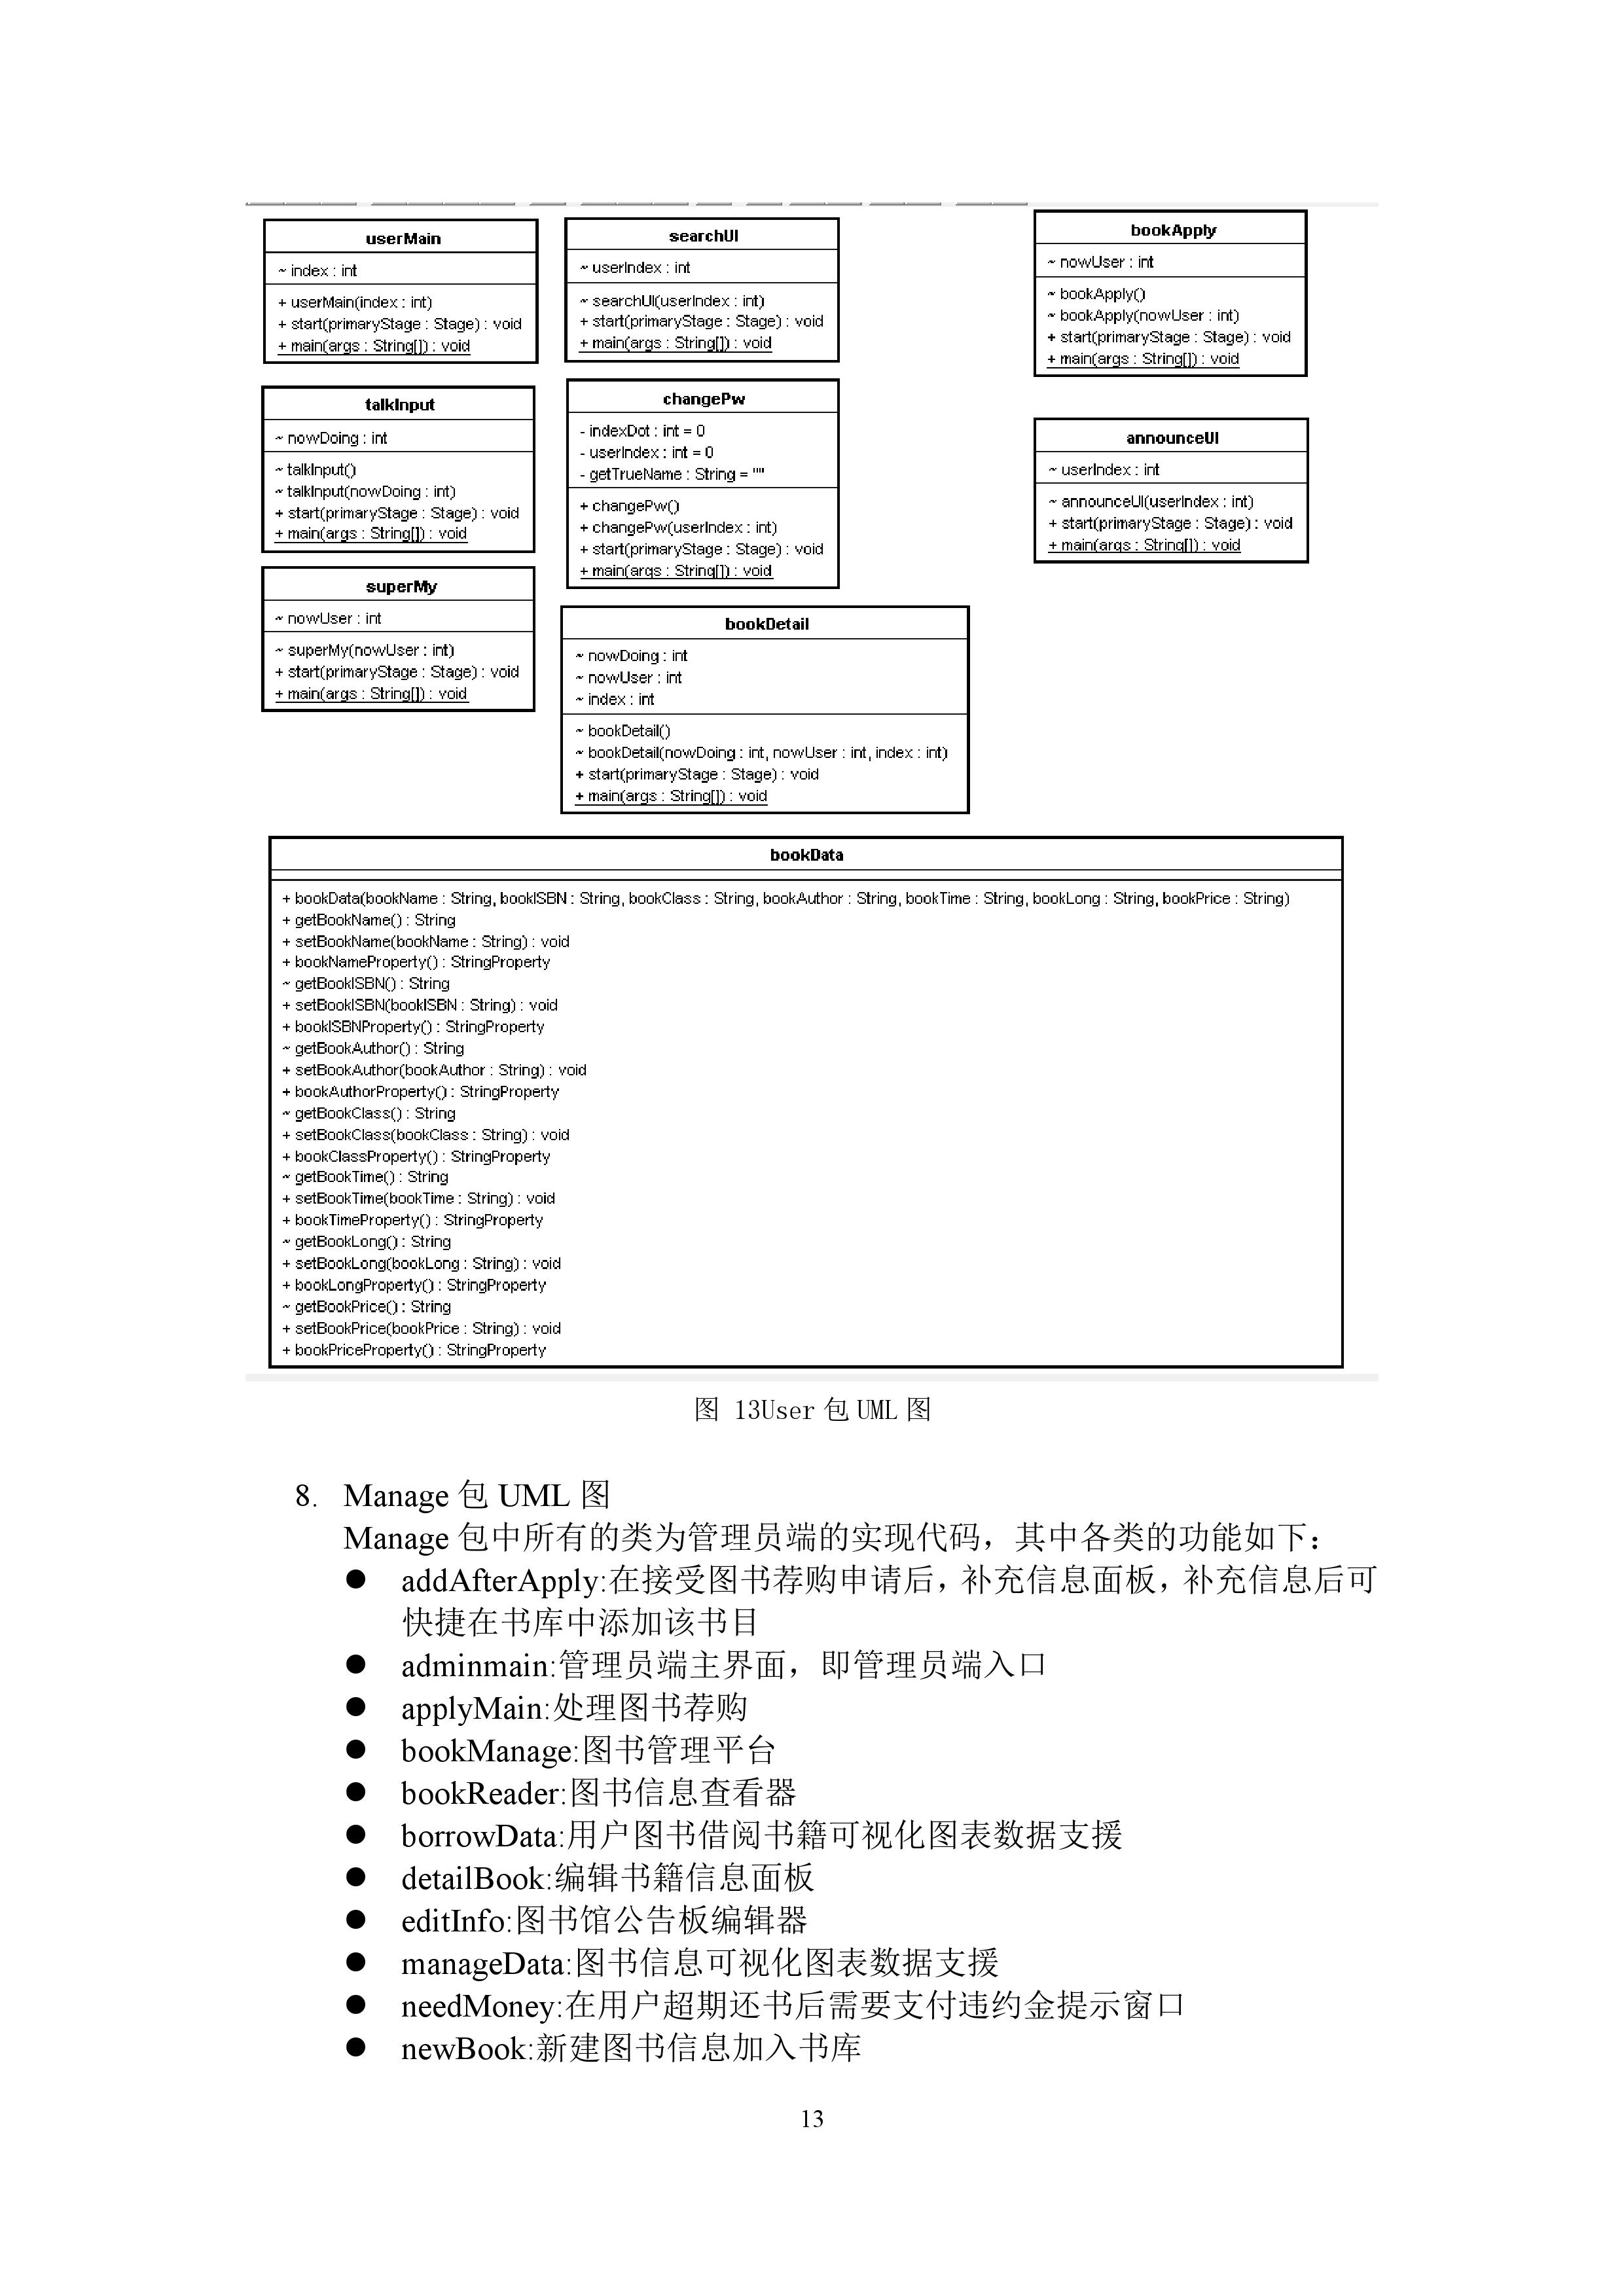 userMain
~ index : int
+ userMain(index : int)
+ start(primaryStage : Stage) : void
+ main(args : String[]) : void
searchUI
~ userIndex : int
~ searchUI(userIndex : int)
+ start(primaryStage : Stage) : void
+ main(args : String[]) : void
bookApply
~ nowUser : int
~ bookApply()
~ bookApply(nowUser : int)
+ start(primaryStage : Stage) : void
+ main(args : String[]) : void
talkInput
~ nowDoing : int
~ talkInput()
~ talkInput(nowDoing : int)
+ start(primaryStage : Stage) : void
+ main(args : String[]) : void
changePw
- indexDot : int = 0
- userIndex : int = 0
- getTrueName : String = ""
+ changePw()
+ changePw(userIndex : int)
+ start(primaryStage : Stage) : void
+ main(args : String[]) : void
announceUI
~ userIndex : int
~ announceUI(userIndex : int)
+ start(primaryStage : Stage) : void
+ main(args : String[]) : void
superMy
~ nowUser : int
~ superMy(nowUser : int)
+ start(primaryStage : Stage) : void
+ main(args : String[]) : void
bookDetail
~ nowDoing : int
~ nowUser : int
~ index : int
~ bookDetail()
~ bookDetail(nowDoing : int, nowUser : int, index : int)
+ start(primaryStage : Stage) : void
+ main(args : String[]) : void
bookData
+ bookData(bookName : String, bookISBN : String, bookClass : String, bookAuthor : String, bookTime : String, bookLong : String, bookPrice : String)
+ getBookName() : String
+ setBookName(bookName : String) : void
+ bookNameProperty() : StringProperty
~ getBookISBN() : String
+ setBookISBN(bookISBN : String) : void
+ bookISBNProperty() : StringProperty
~ getBookAuthor() : String
+ setBookAuthor(bookAuthor : String) : void
+ bookAuthorProperty() : StringProperty
~ getBookClass() : String
+ setBookClass(bookClass : String) : void
+ bookClassProperty() : StringProperty
~ getBookTime() : String
+ setBookTime(bookTime : String) : void
+ bookTimeProperty() : StringProperty
~ getBookLong() : String
+ setBookLong(bookLong : String) : void
+ bookLongProperty() : StringProperty
~ getBookPrice() : String
+ setBookPrice(bookPrice : String) : void
+ bookPriceProperty() : StringProperty
图 13User 包 UML 图
8. Manage 包 UML 图
Manage 包中所有的类为管理员端的实现代码，其中各类的功能如下：
● addAfterApply:在接受图书荐购申请后，补充信息面板，补充信息后可
快捷在书库中添加该书目
● adminmain:管理员端主界面，即管理员端入口
● applyMain:处理图书荐购
● bookManage:图书管理平台
● bookReader:图书信息查看器
● borrowData:用户图书借阅书籍可视化图表数据支援
● detailBook:编辑书籍信息面板
● editInfo:图书馆公告板编辑器
● manageData:图书信息可视化图表数据支援
● needMoney:在用户超期还书后需要支付违约金提示窗口
● newBook:新建图书信息加入书库
13